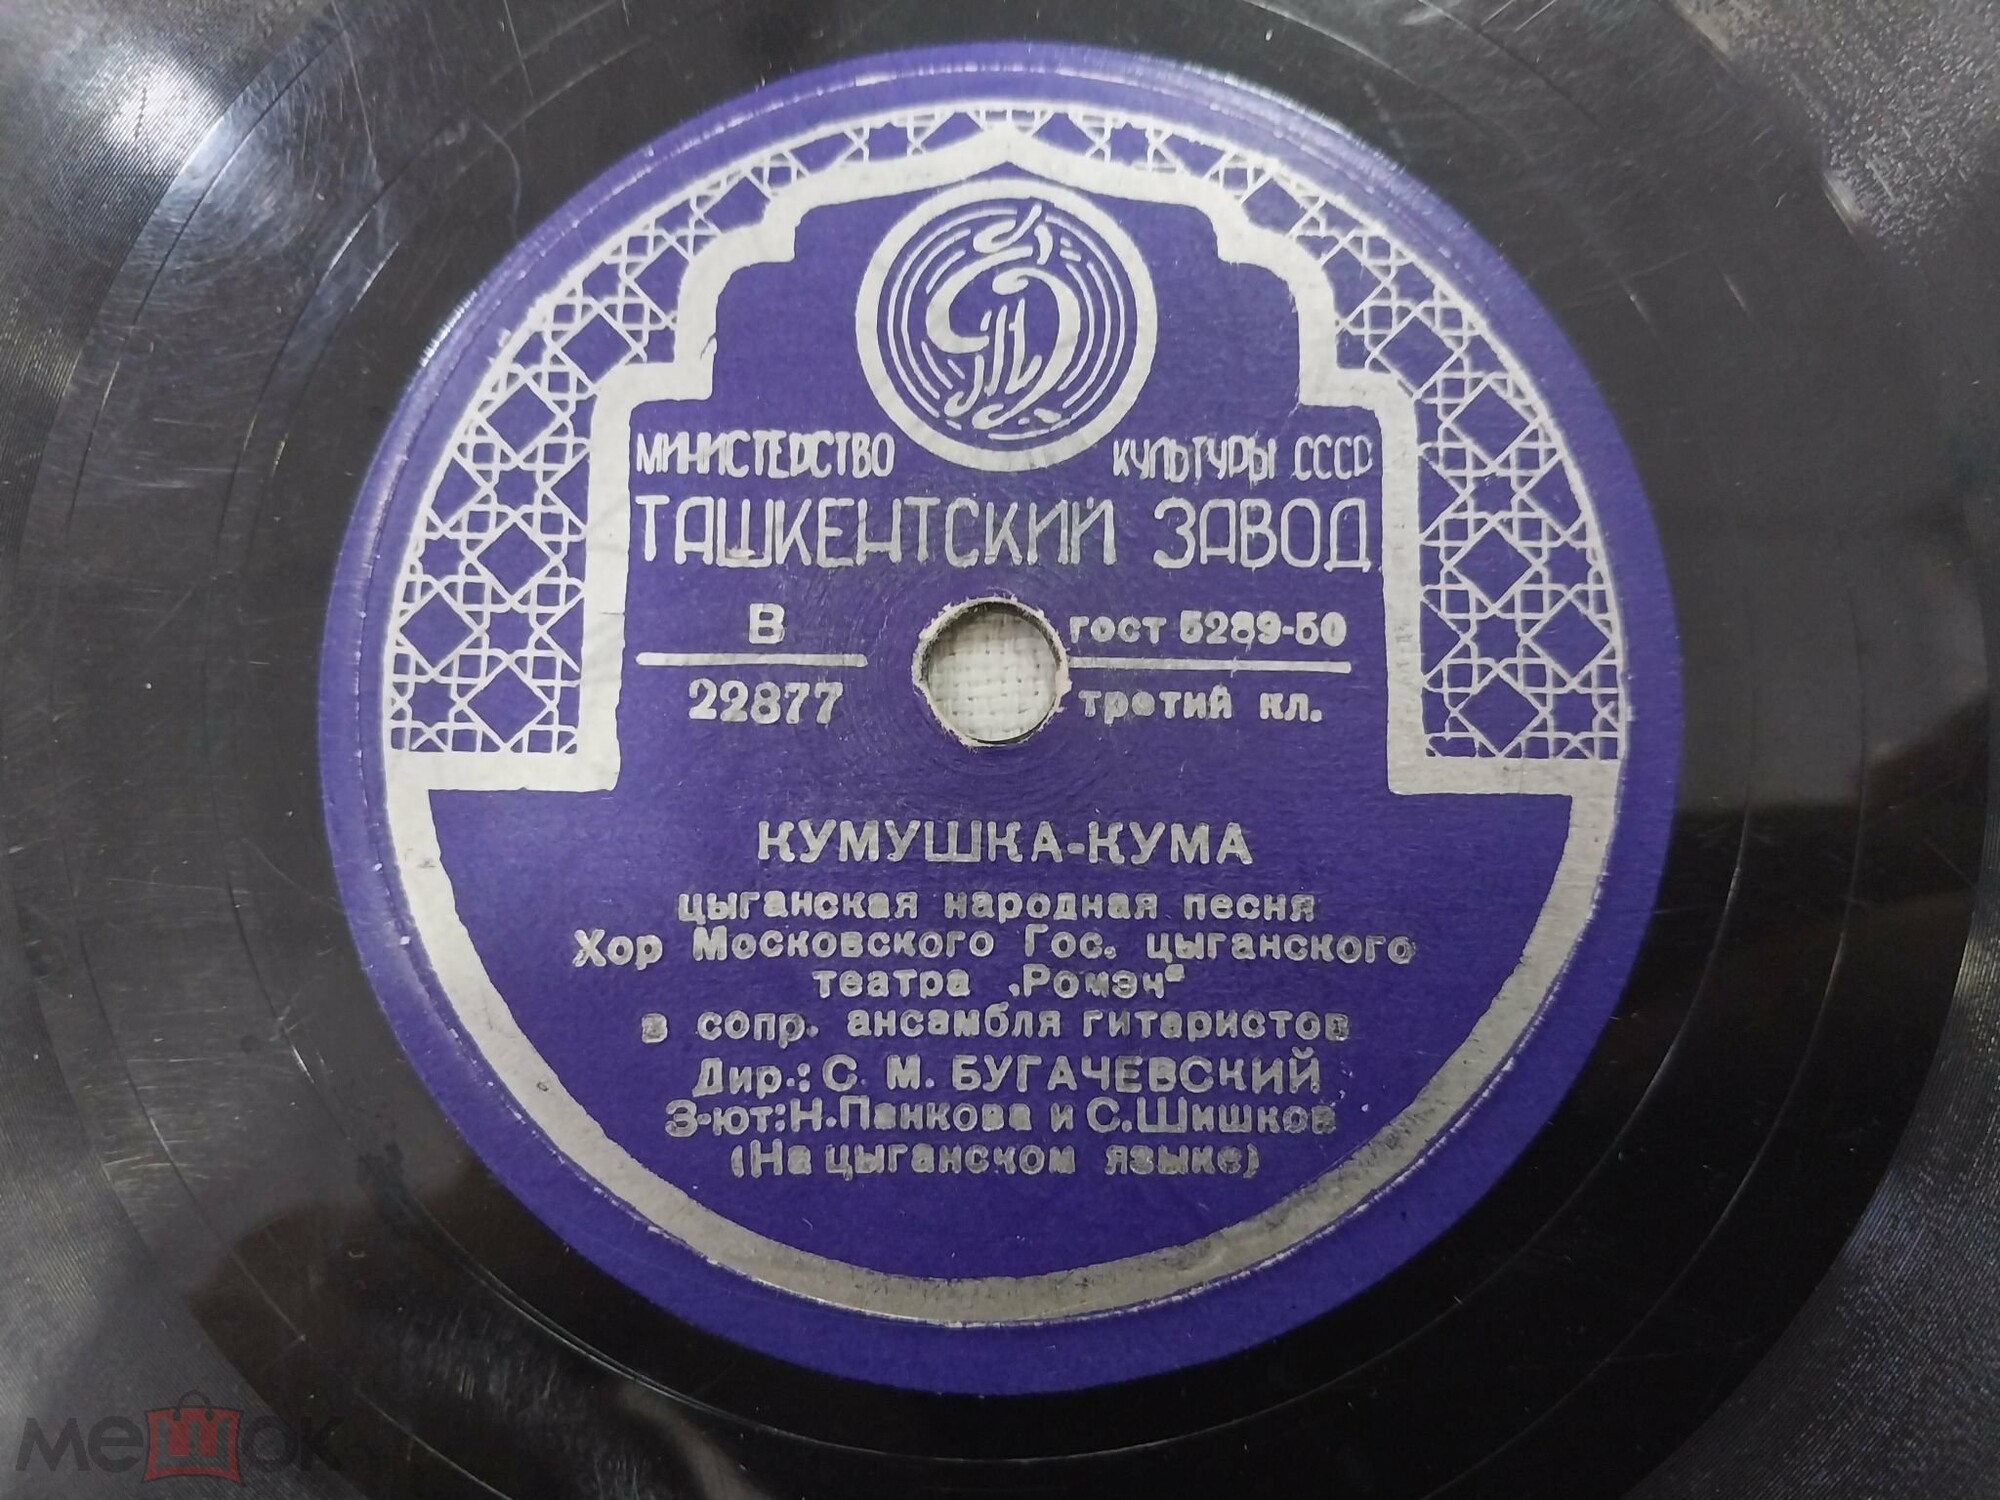 МИНИСТЕРСТВО КУЛЬТУРЫ СССР
ТАШКЕНТСКИЙ ЗАВОД
В гост 5289-50
22877 третий кл.
КУМУШКА-КУМА
цыганская народная песня
Хор Московского Гос. цыганского
театра „Ромэн"
в сопр. ансамбля гитаристов
Дир.: С. М. БУГАЧЕВСКИЙ
З-ют: Н. Панкова и С. Шишков
(На цыганском языке)
мешок